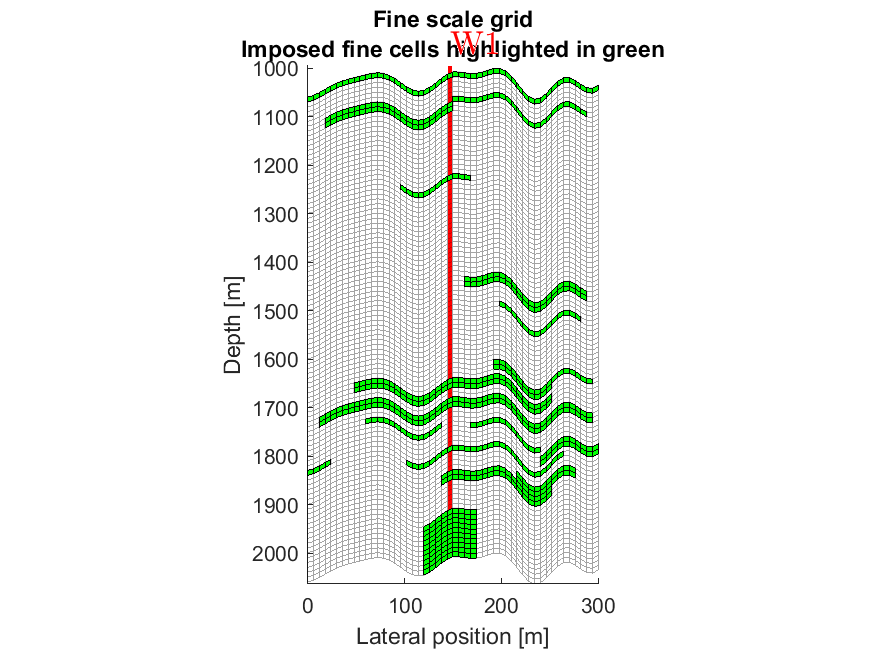 Fine scale grid
Imposed fine cells highlighted in green
W1
1000
1100
1200
1300
1400
1500
1600
1700
1800
1900
2000
Depth [m]
0 100 200 300
Lateral position [m]